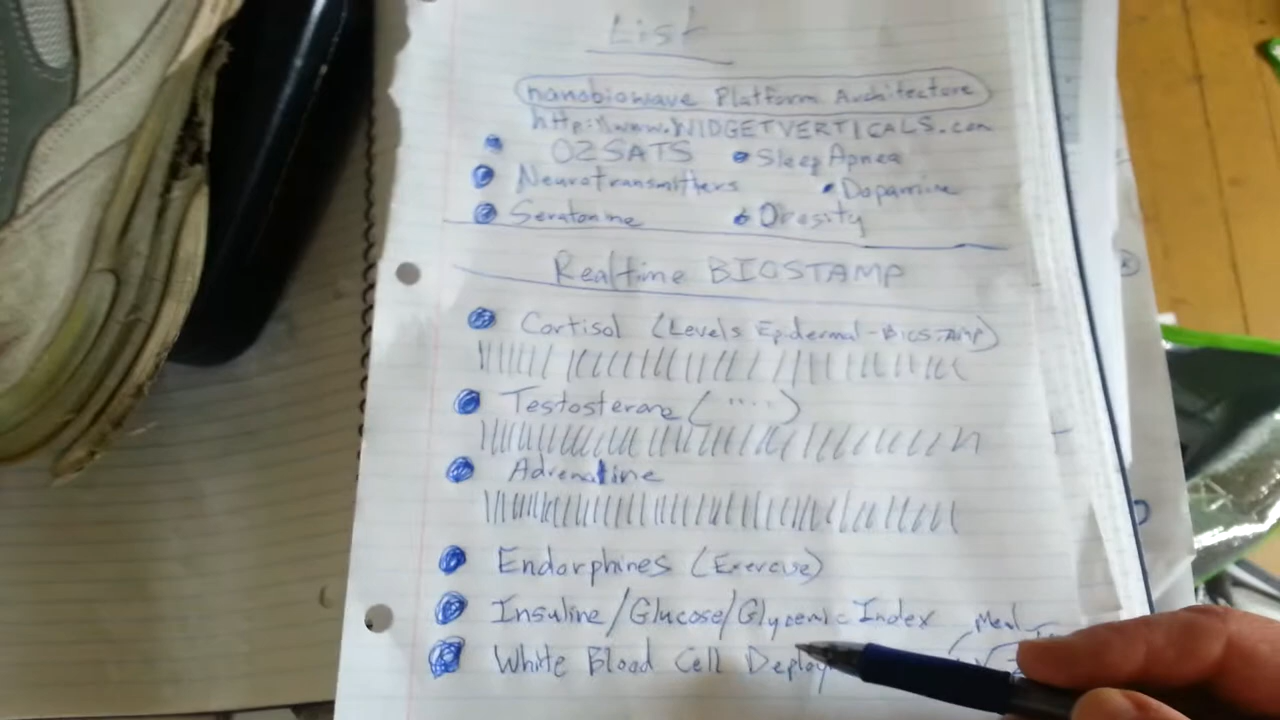 List
nanobiowave Platform Architecture
http://www.WIDGETVERTICALS.com
O2SATS • Sleep Apnea
• Neurotransmitters • Dopamine
• Seratonine • Obesity
Realtime BIOSTAMP
• Cortisol (Levels Epidermal-BIOSTAMP)
• Testosterone (....)
• Adrenaline
• Endorphines (Exercise)
• Insuline/Glucose/Glycemic Index Meal
• White Blood Cell Deploy